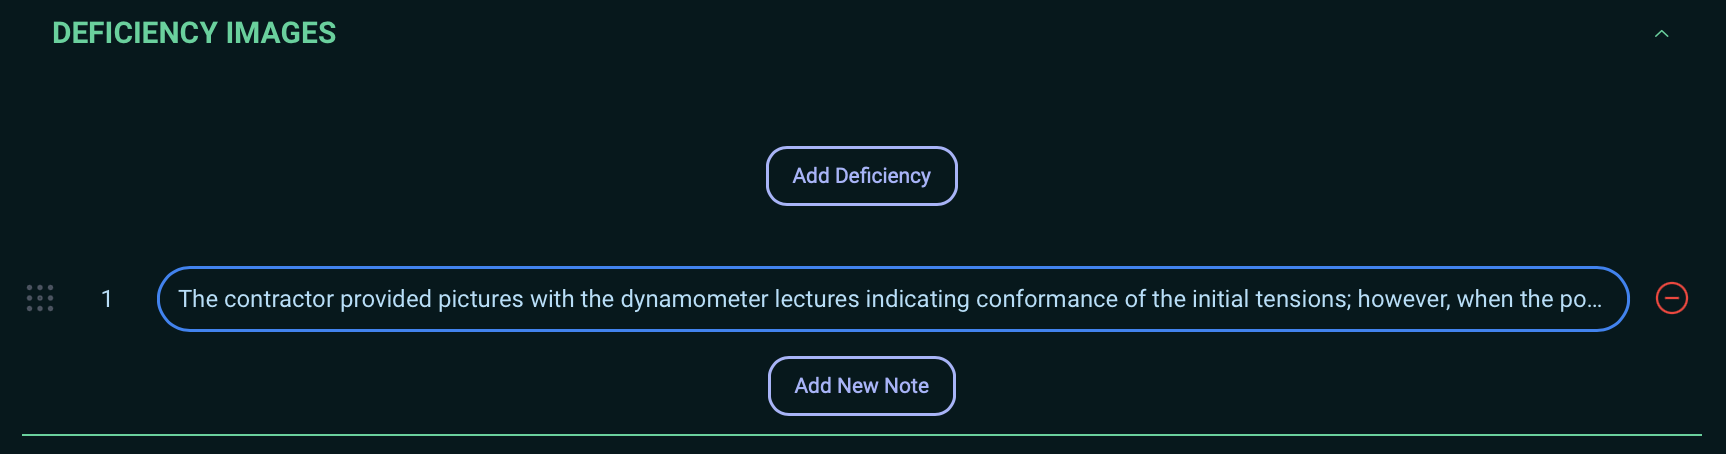 DEFICIENCY IMAGES
Add Deficiency
1
The contractor provided pictures with the dynamometer lectures indicating conformance of the initial tensions; however, when the po...
Add New Note